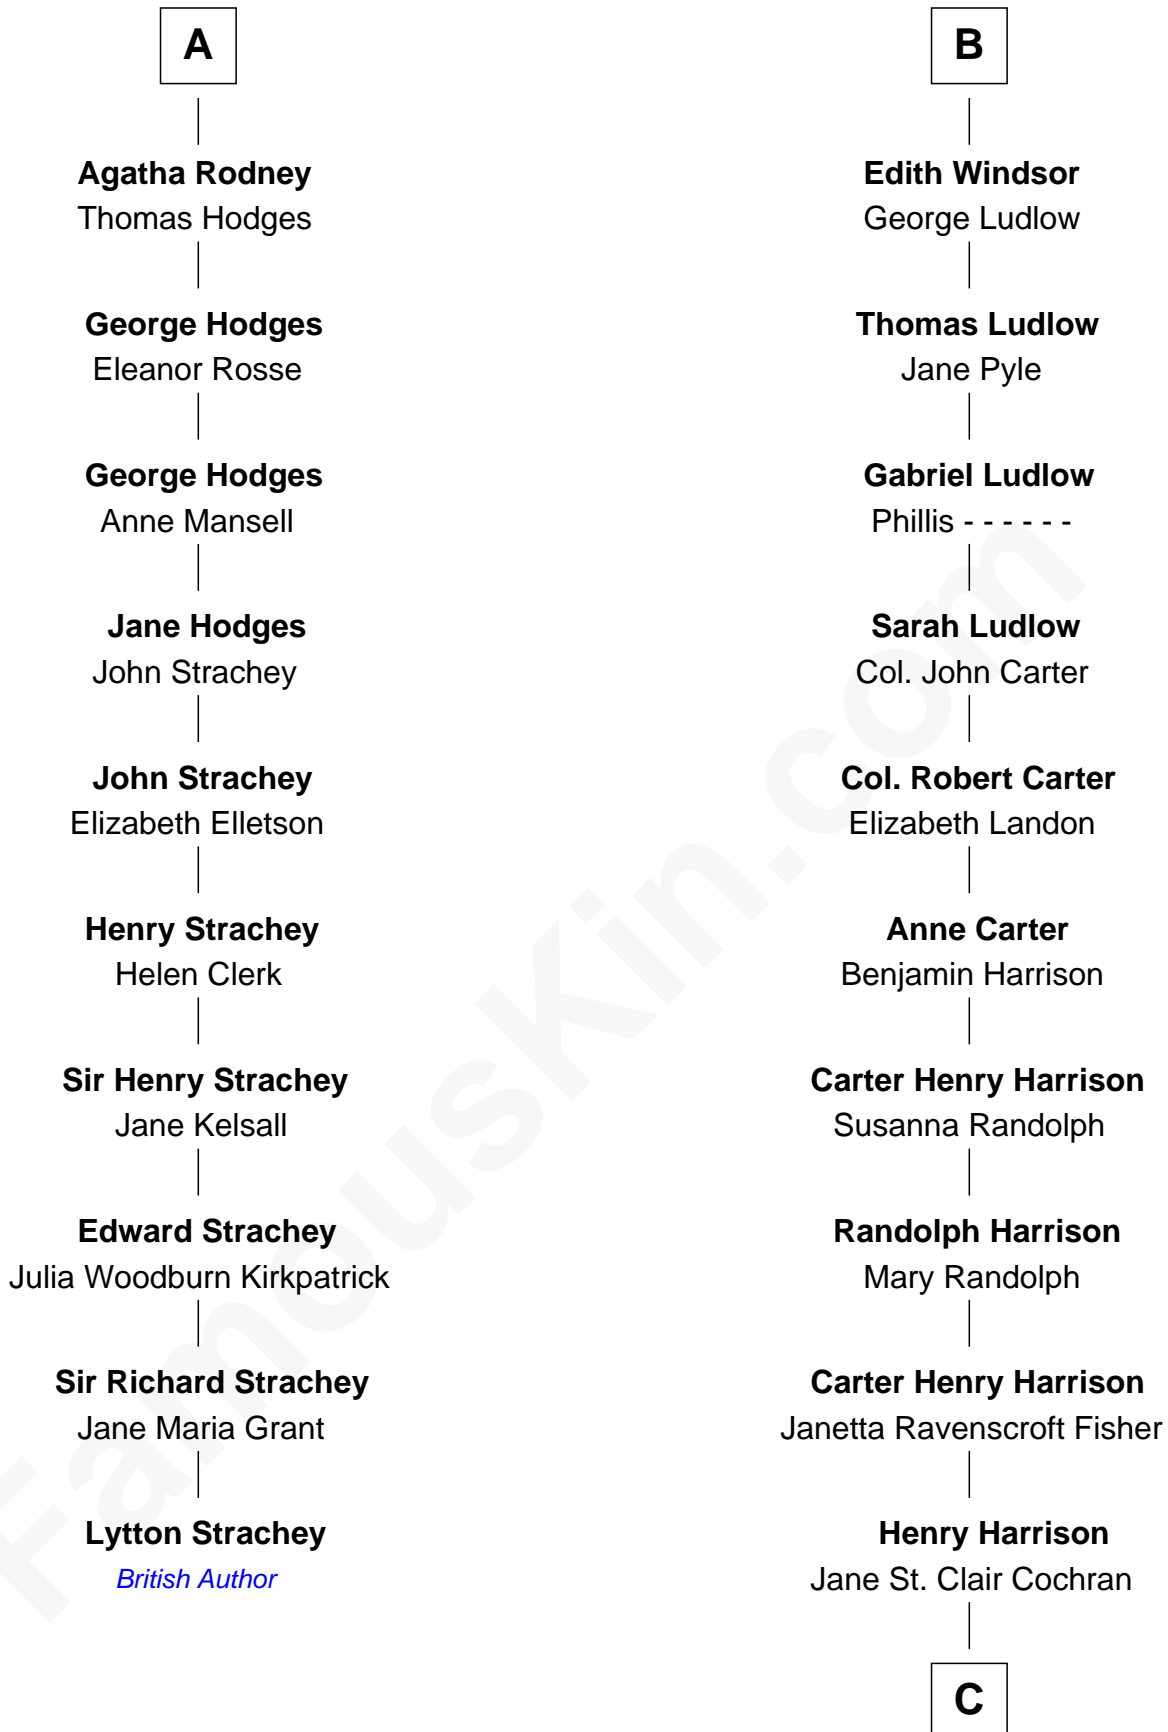 A
Agatha Rodney
Thomas Hodges
George Hodges
Eleanor Rosse
George Hodges
Anne Mansell
Jane Hodges
John Strachey
John Strachey
Elizabeth Elletson
Henry Strachey
Helen Clerk
Sir Henry Strachey
Jane Kelsall
Edward Strachey
Julia Woodburn Kirkpatrick
Sir Richard Strachey
Jane Maria Grant
Lytton Strachey
British Author
B
Edith Windsor
George Ludlow
Thomas Ludlow
Jane Pyle
Gabriel Ludlow
Phillis - - - - - -
Sarah Ludlow
Col. John Carter
Col. Robert Carter
Elizabeth Landon
Anne Carter
Benjamin Harrison
Carter Henry Harrison
Susanna Randolph
Randolph Harrison
Mary Randolph
Carter Henry Harrison
Janetta Ravenscroft Fisher
Henry Harrison
Jane St. Clair Cochran
C
FamousKin.com